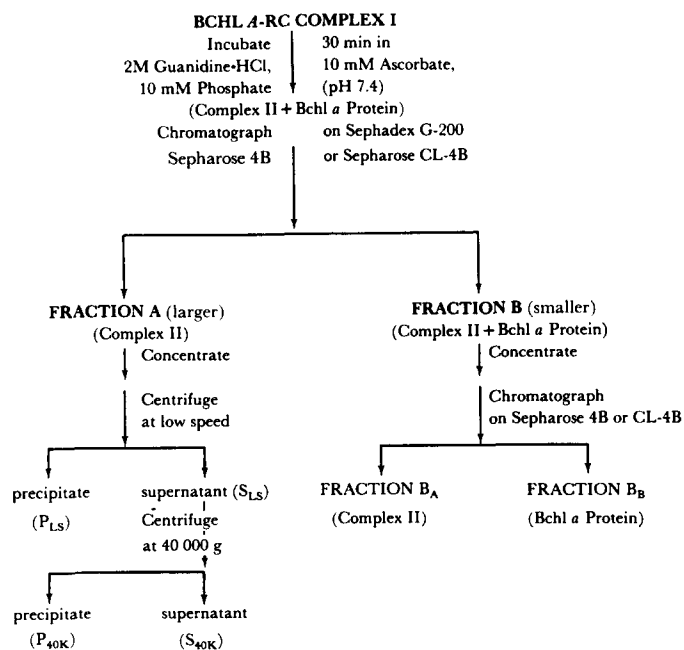 BCHL A-RC COMPLEX I
Incubate 30 min in
2M Guanidine•HCl, 10 mM Ascorbate,
10 mM Phosphate (pH 7.4)
(Complex II + Bchl a Protein)
Chromatograph on Sephadex G-200
Sepharose 4B or Sepharose CL-4B
FRACTION A (larger)
(Complex II)
Concentrate
Centrifuge
at low speed
precipitate
(PLS)
supernatant (SLS)
Centrifuge
at 40 000 g
precipitate
(P40K)
supernatant
(S40K)
FRACTION B (smaller)
(Complex II + Bchl a Protein)
Concentrate
Chromatograph
on Sepharose 4B or CL-4B
FRACTION BA
(Complex II)
FRACTION BB
(Bchl a Protein)